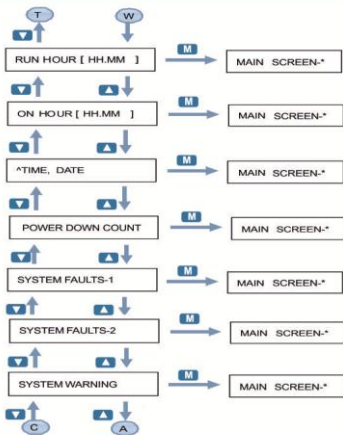 T W
RUN HOUR [ HH.MM ] M MAIN SCREEN-*
ON HOUR [ HH.MM ] M MAIN SCREEN-*
^TIME, DATE M MAIN SCREEN-*
POWER DOWN COUNT M MAIN SCREEN-*
SYSTEM FAULTS-1 M MAIN SCREEN-*
SYSTEM FAULTS-2 M MAIN SCREEN-*
SYSTEM WARNING M MAIN SCREEN-*
C A